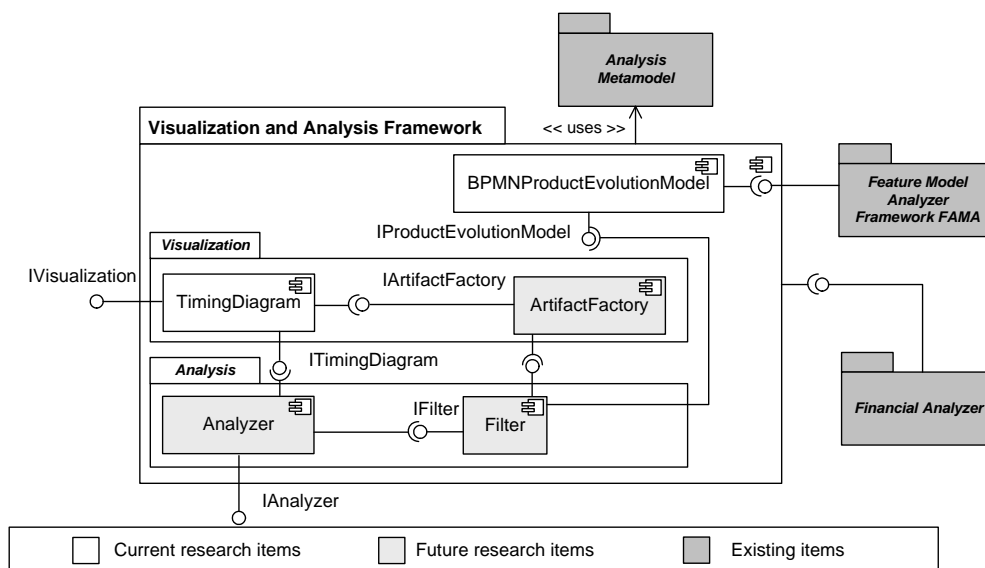 Analysis
Metamodel
Visualization and Analysis Framework
<< uses >>
BPMNProductEvolutionModel
Feature Model
Analyzer
Framework FAMA
IProductEvolutionModel
Visualization
IVisualization
IArtifactFactory
TimingDiagram
ArtifactFactory
ITimingDiagram
Analysis
IFilter
Analyzer
Filter
Financial Analyzer
IAnalyzer
Current research items
Future research items
Existing items